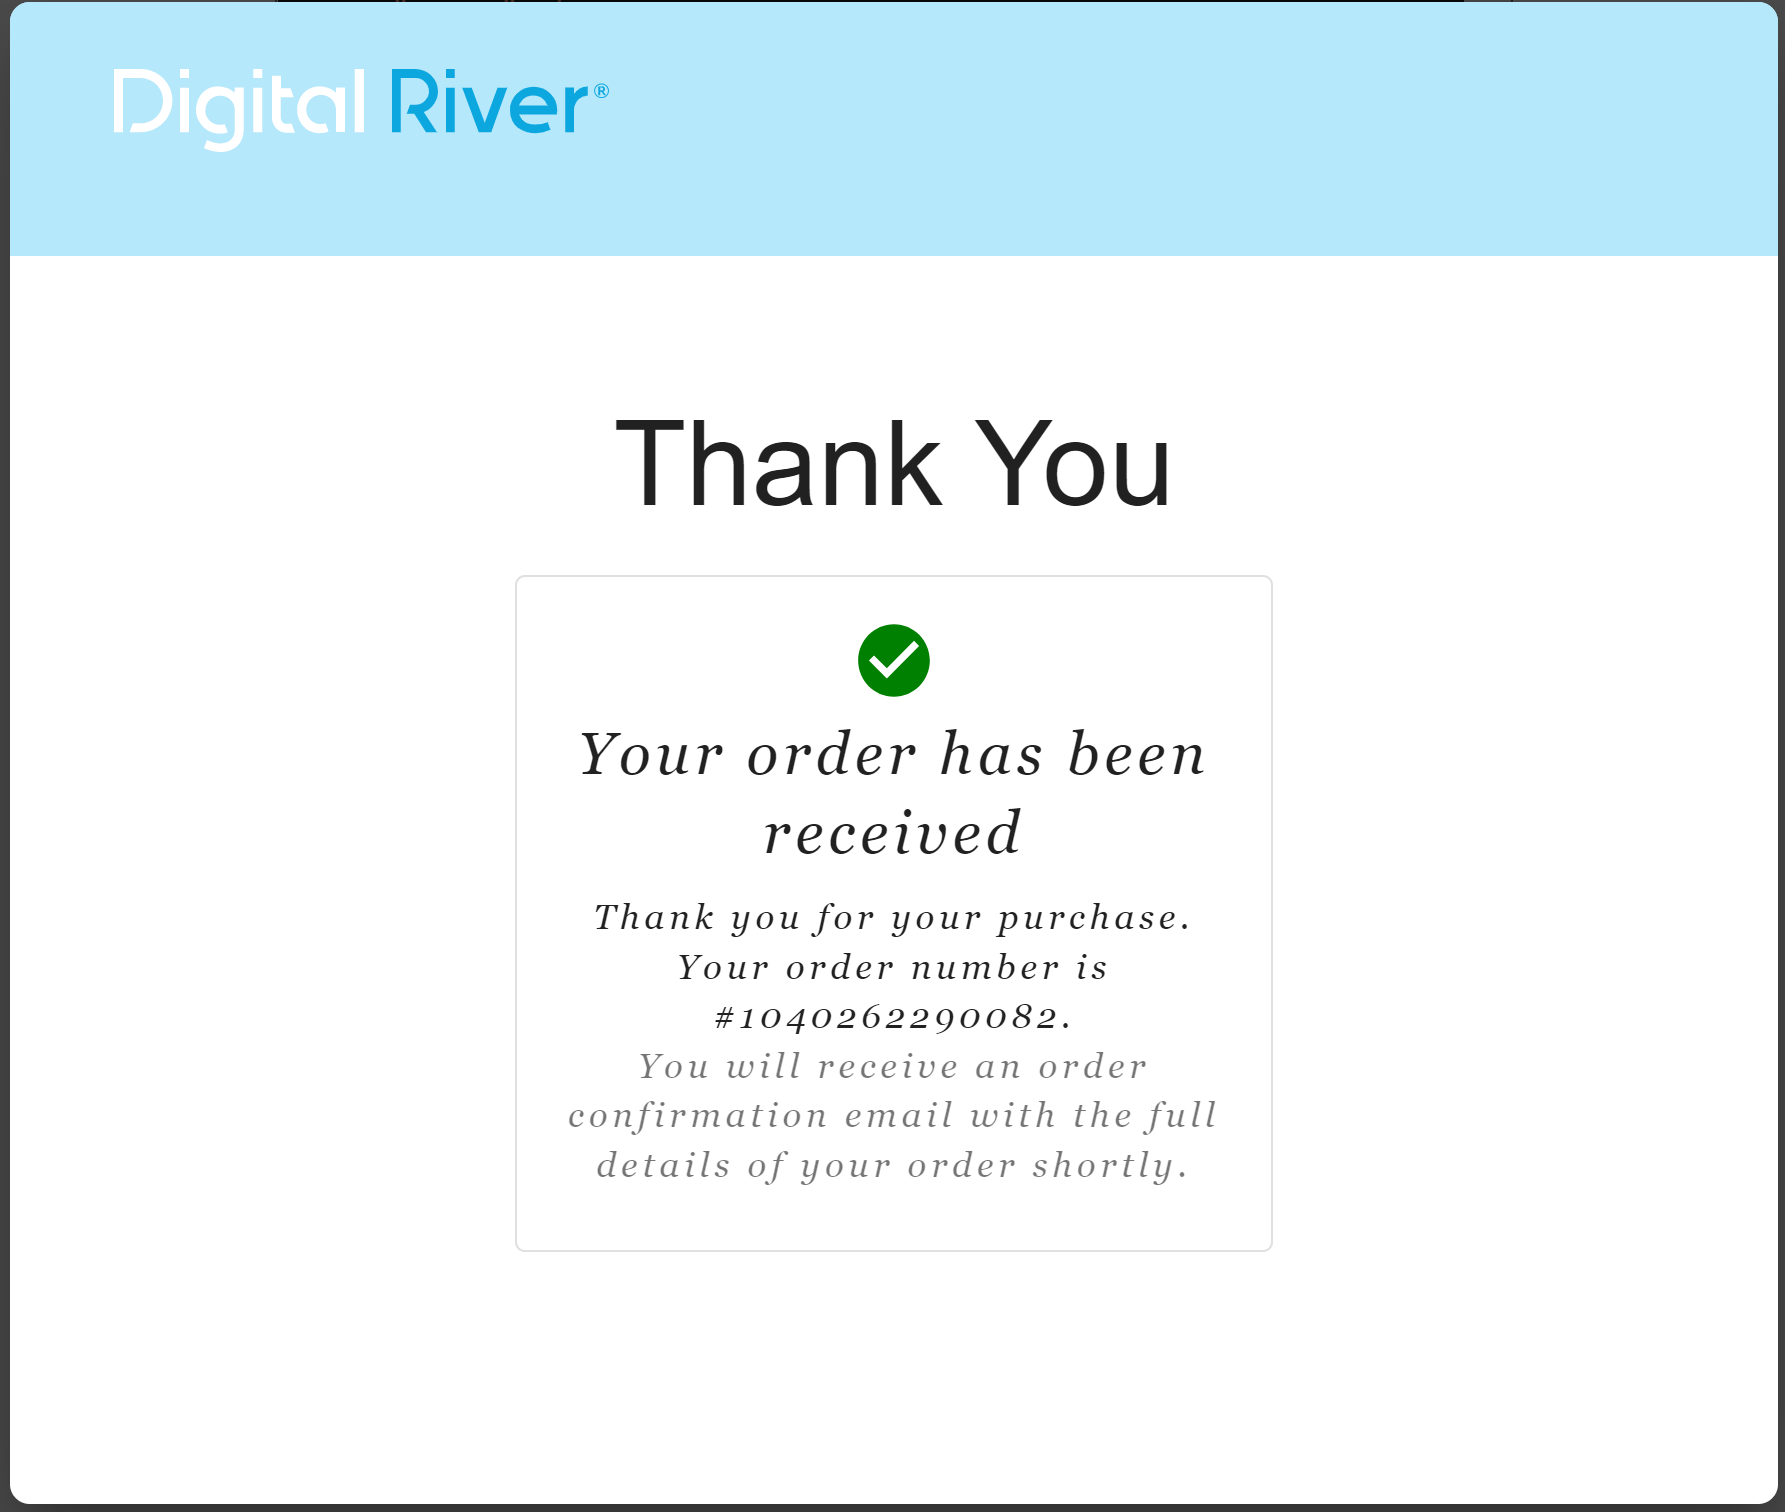 Digital River®
Thank You
Your order has been
received
Thank you for your purchase.
Your order number is
#1040262290082.
You will receive an order
confirmation email with the full
details of your order shortly.